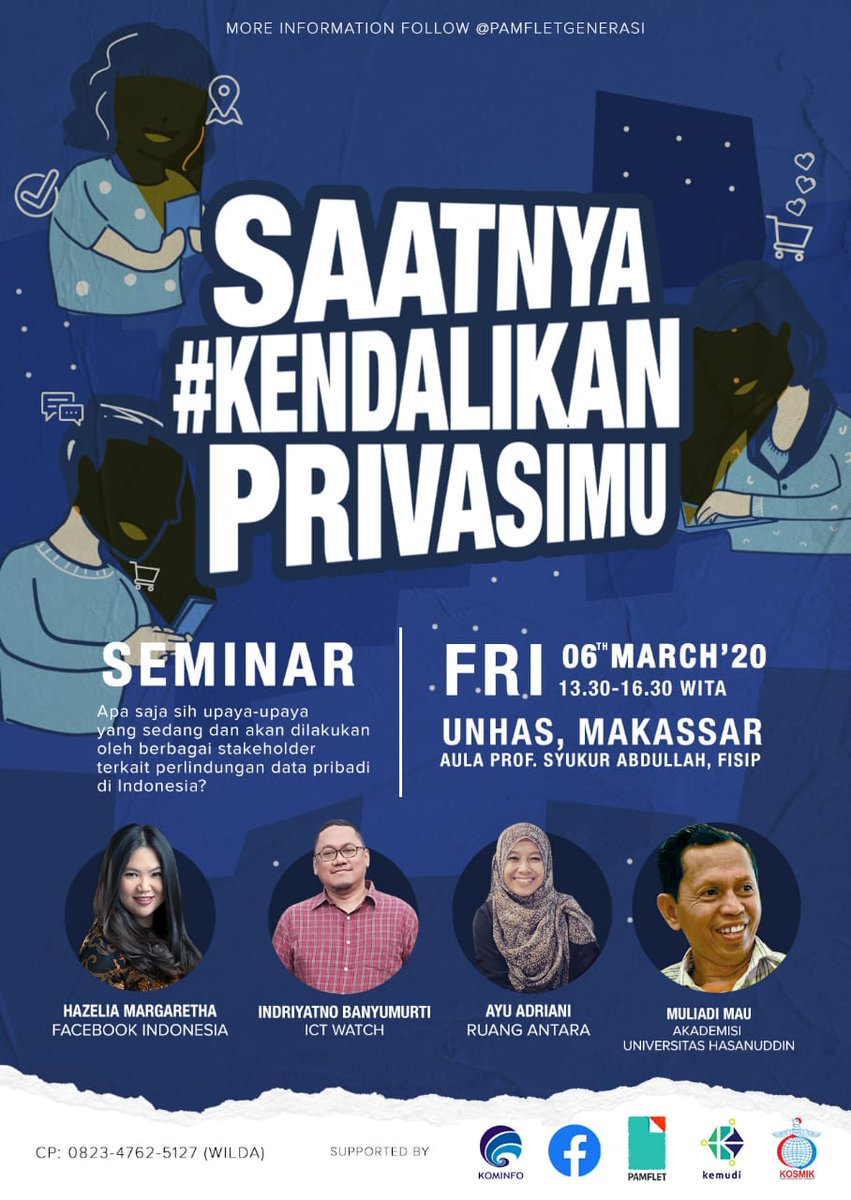 MORE INFORMATION FOLLOW @PAMFLETGENERASI
SAATNYA
#KENDALIKAN
PRIVASIMU
SEMINAR
Apa saja sih upaya-upaya
yang sedang dan akan dilakukan
oleh berbagai stakeholder
terkait perlindungan data pribadi
di Indonesia?
FRI 06TH MARCH'20
13.30-16.30 WITA
UNHAS, MAKASSAR
AULA PROF. SYUKUR ABDULLAH, FISIP
HAZELIA MARGARETHA
FACEBOOK INDONESIA
INDRIYATNO BANYUMURTI
ICT WATCH
AYU ADRIANI
RUANG ANTARA
MULIADI MAU
AKADEMISI
UNIVERSITAS HASANUDDIN
CP: 0823-4762-5127 (WILDA)
SUPPORTED BY
KOMINFO
PAMFLET
kemudi
KOSMIK